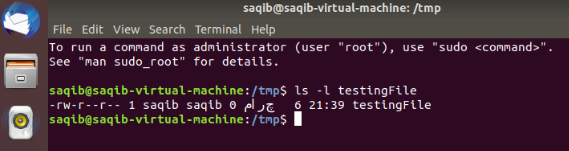 saqib@saqib-virtual-machine: /tmp
File Edit View Search Terminal Help
To run a command as administrator (user "root"), use "sudo <command>".
See "man sudo_root" for details.
saqib@saqib-virtual-machine:/tmp$ ls -l testingFile
-rw-r--r-- 1 saqib saqib 0 مارچ   6 21:39 testingFile
saqib@saqib-virtual-machine:/tmp$